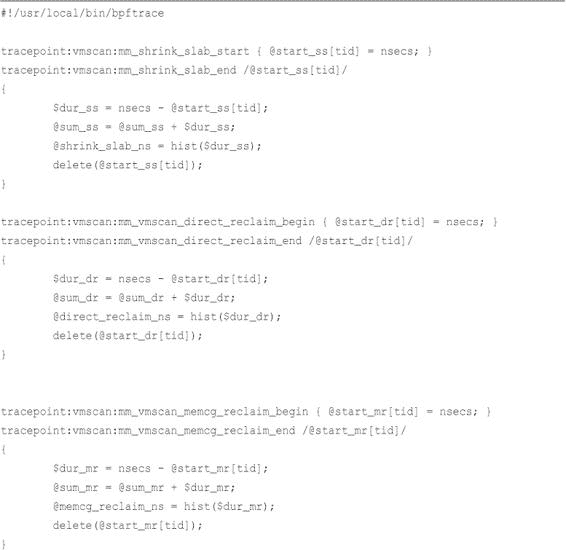 #!/usr/local/bin/bpftrace
tracepoint:vmscan:mm_shrink_slab_start { @start_ss[tid] = nsecs; }
tracepoint:vmscan:mm_shrink_slab_end /@start_ss[tid]/
{
        $dur_ss = nsecs - @start_ss[tid];
        @sum_ss = @sum_ss + $dur_ss;
        @shrink_slab_ns = hist($dur_ss);
        delete(@start_ss[tid]);
}
tracepoint:vmscan:mm_vmscan_direct_reclaim_begin { @start_dr[tid] = nsecs; }
tracepoint:vmscan:mm_vmscan_direct_reclaim_end /@start_dr[tid]/
{
        $dur_dr = nsecs - @start_dr[tid];
        @sum_dr = @sum_dr + $dur_dr;
        @direct_reclaim_ns = hist($dur_dr);
        delete(@start_dr[tid]);
}
tracepoint:vmscan:mm_vmscan_memcg_reclaim_begin { @start_mr[tid] = nsecs; }
tracepoint:vmscan:mm_vmscan_memcg_reclaim_end /@start_mr[tid]/
{
        $dur_mr = nsecs - @start_mr[tid];
        @sum_mr = @sum_mr + $dur_mr;
        @memcg_reclaim_ns = hist($dur_mr);
        delete(@start_mr[tid]);
}